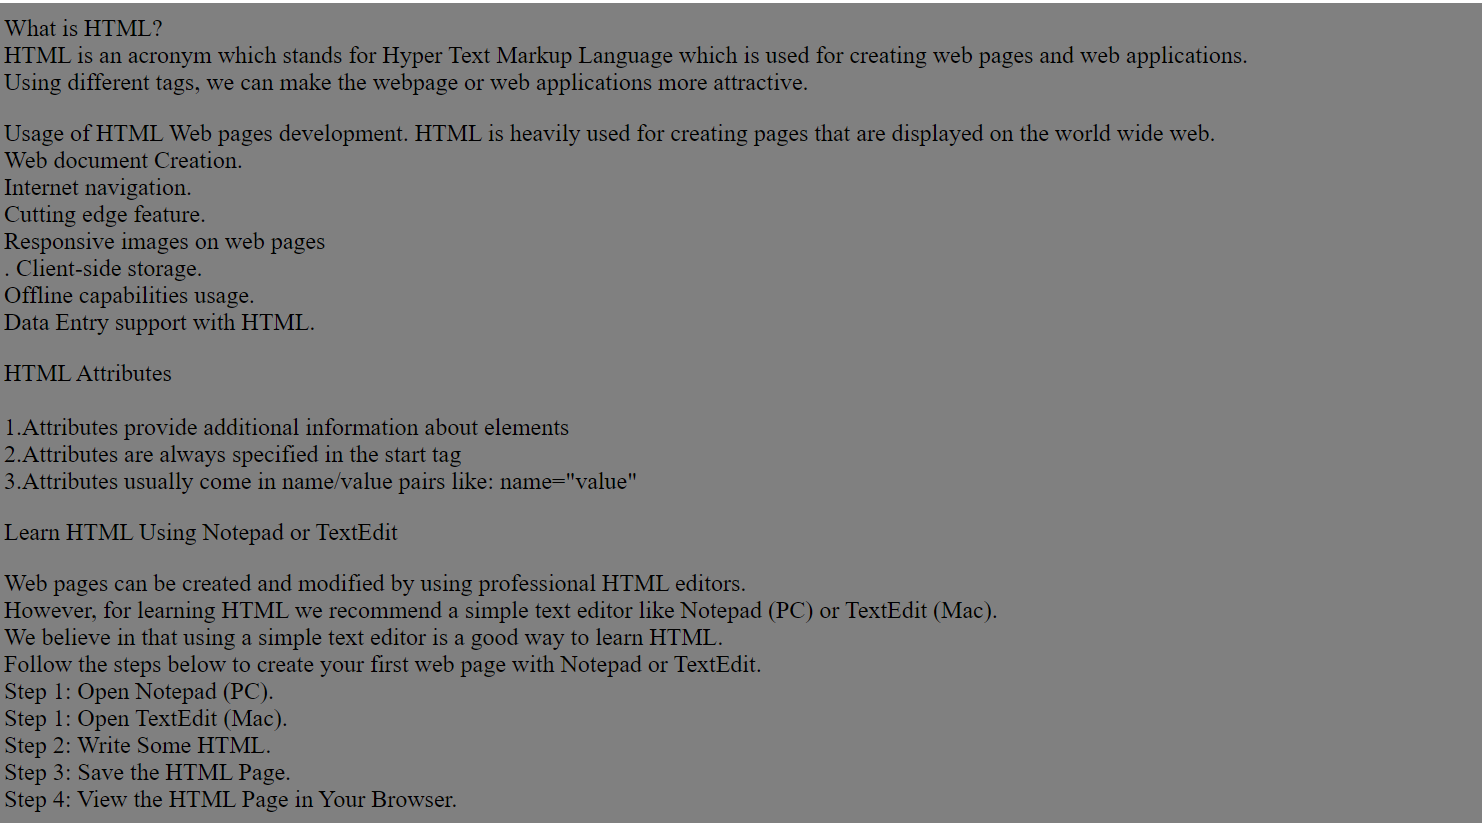 What is HTML?
HTML is an acronym which stands for Hyper Text Markup Language which is used for creating web pages and web applications.
Using different tags, we can make the webpage or web applications more attractive.
Usage of HTML Web pages development. HTML is heavily used for creating pages that are displayed on the world wide web.
Web document Creation.
Internet navigation.
Cutting edge feature.
Responsive images on web pages
. Client-side storage.
Offline capabilities usage.
Data Entry support with HTML.
HTML Attributes
1.Attributes provide additional information about elements
2.Attributes are always specified in the start tag
3.Attributes usually come in name/value pairs like: name="value"
Learn HTML Using Notepad or TextEdit
Web pages can be created and modified by using professional HTML editors.
However, for learning HTML we recommend a simple text editor like Notepad (PC) or TextEdit (Mac).
We believe in that using a simple text editor is a good way to learn HTML.
Follow the steps below to create your first web page with Notepad or TextEdit.
Step 1: Open Notepad (PC).
Step 1: Open TextEdit (Mac).
Step 2: Write Some HTML.
Step 3: Save the HTML Page.
Step 4: View the HTML Page in Your Browser.